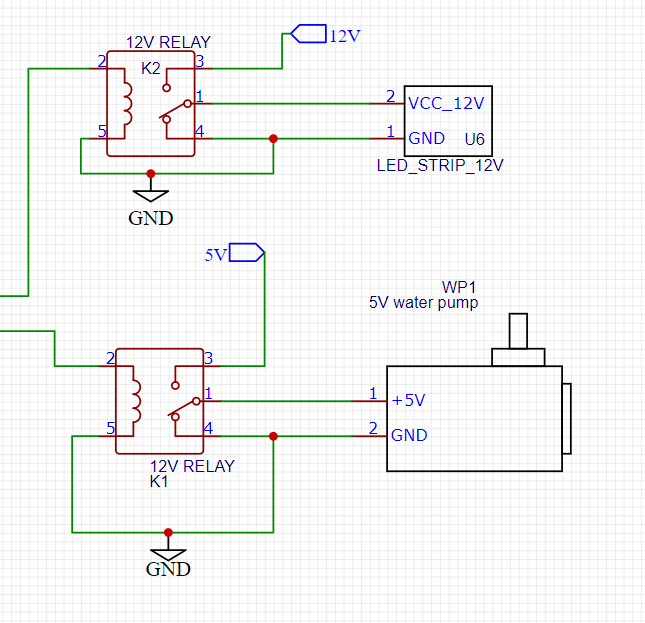 12V
12V RELAY
K2
2
3
1
5
4
2
VCC_12V
1
GND
U6
LED_STRIP_12V
GND
5V
WP1
5V water pump
2
3
1
5
4
1
+5V
2
GND
12V RELAY
K1
GND